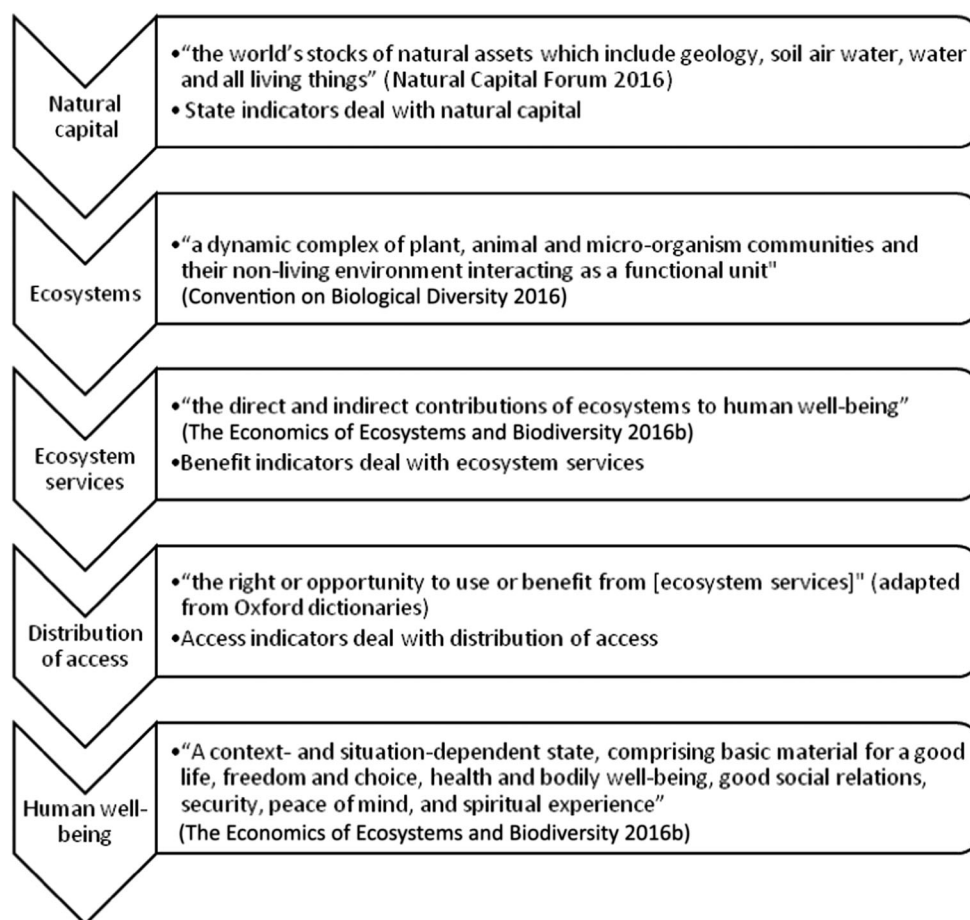 Natural
capital
•“the world’s stocks of natural assets which include geology, soil air water, water
and all living things” (Natural Capital Forum 2016)
• State indicators deal with natural capital
Ecosystems
•“a dynamic complex of plant, animal and micro-organism communities and
their non-living environment interacting as a functional unit"
(Convention on Biological Diversity 2016)
Ecosystem
services
•“the direct and indirect contributions of ecosystems to human well-being”
(The Economics of Ecosystems and Biodiversity 2016b)
•Benefit indicators deal with ecosystem services
Distribution
of access
•“the right or opportunity to use or benefit from [ecosystem services]" (adapted
from Oxford dictionaries)
•Access indicators deal with distribution of access
Human well-
being
•“A context- and situation-dependent state, comprising basic material for a good
life, freedom and choice, health and bodily well-being, good social relations,
security, peace of mind, and spiritual experience”
(The Economics of Ecosystems and Biodiversity 2016b)